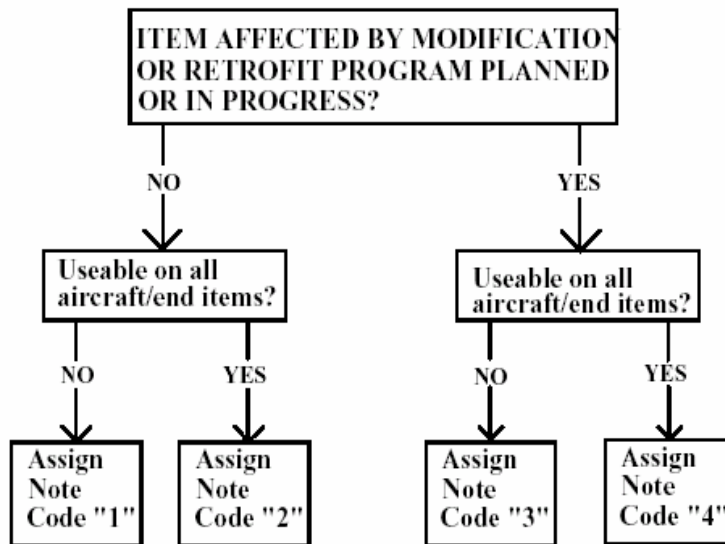 ITEM AFFECTED BY MODIFICATION
OR RETROFIT PROGRAM PLANNED
OR IN PROGRESS?
NO
YES
Useable on all
aircraft/end items?
Useable on all
aircraft/end items?
NO
YES
NO
YES
Assign
Note
Code "1"
Assign
Note
Code "2"
Assign
Note
Code "3"
Assign
Note
Code "4"